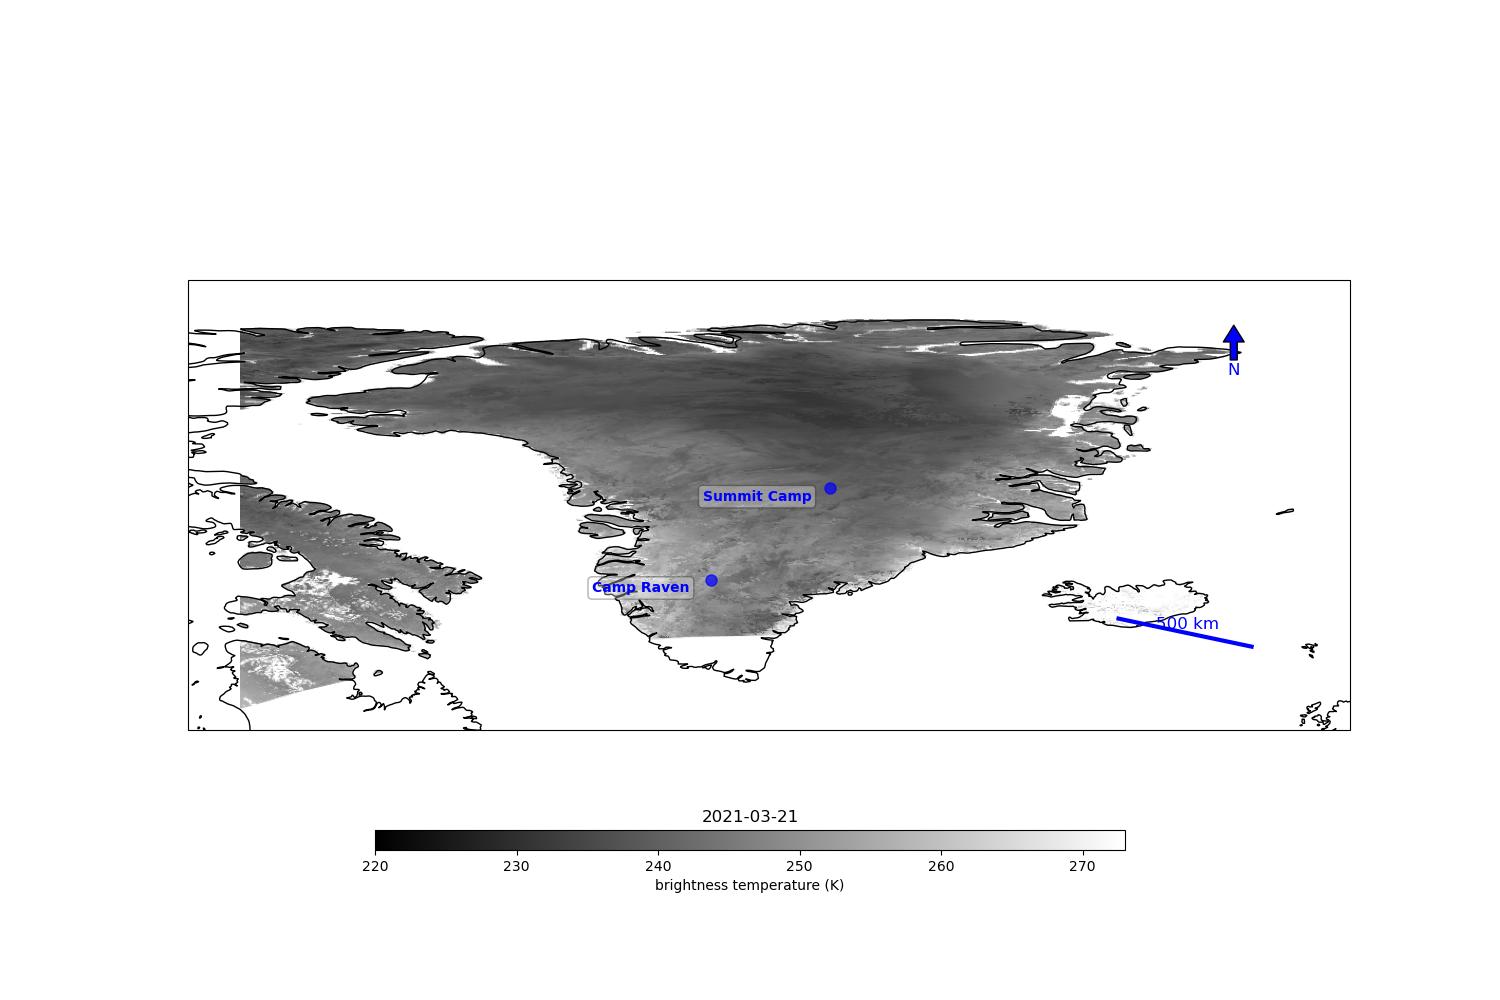 N
Summit Camp
Camp Raven
500 km
2021-03-21
220 230 240 250 260 270
brightness temperature (K)